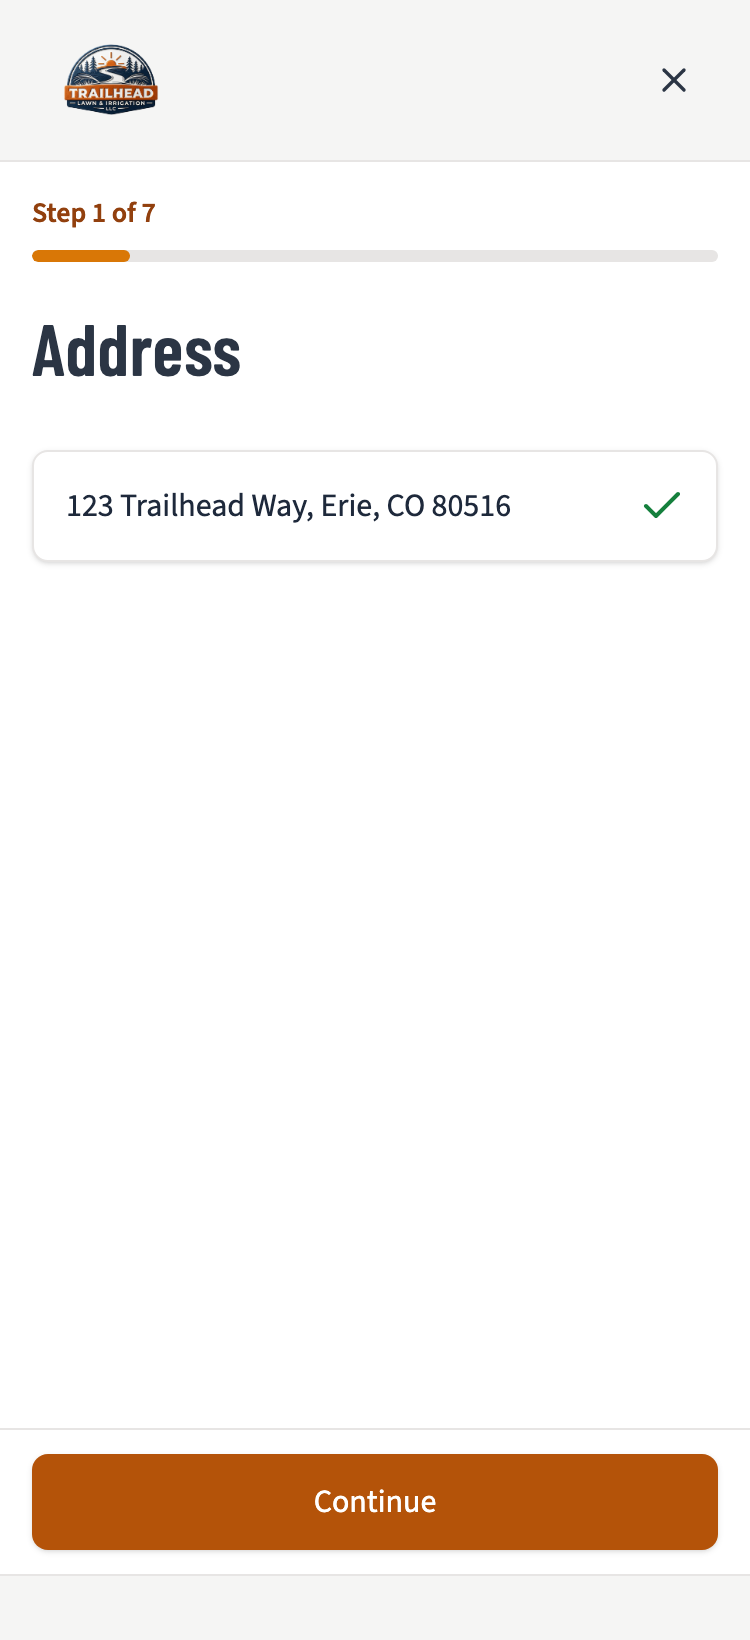 TRAILHEAD
LAWN & IRRIGATION
LLC
Step 1 of 7
Address
123 Trailhead Way, Erie, CO 80516
Continue